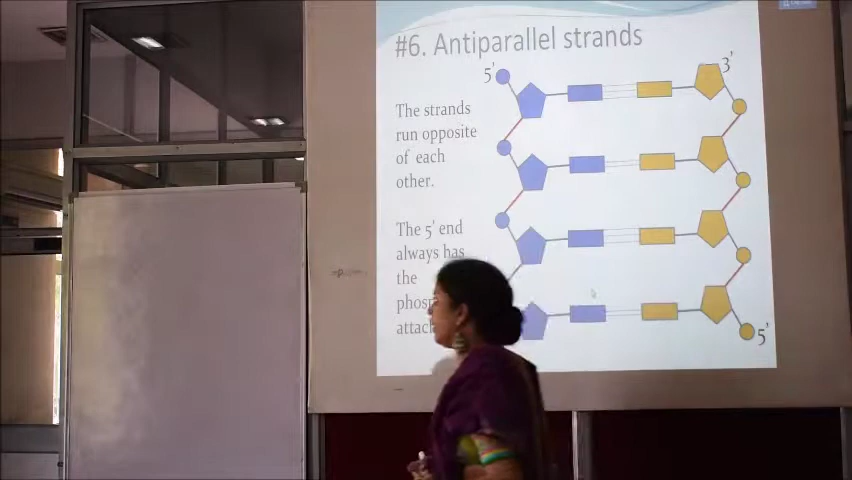 #6. Antiparallel strands
5'
3'
The strands
run opposite
of each
other.
The 5' end
always has
the
5'